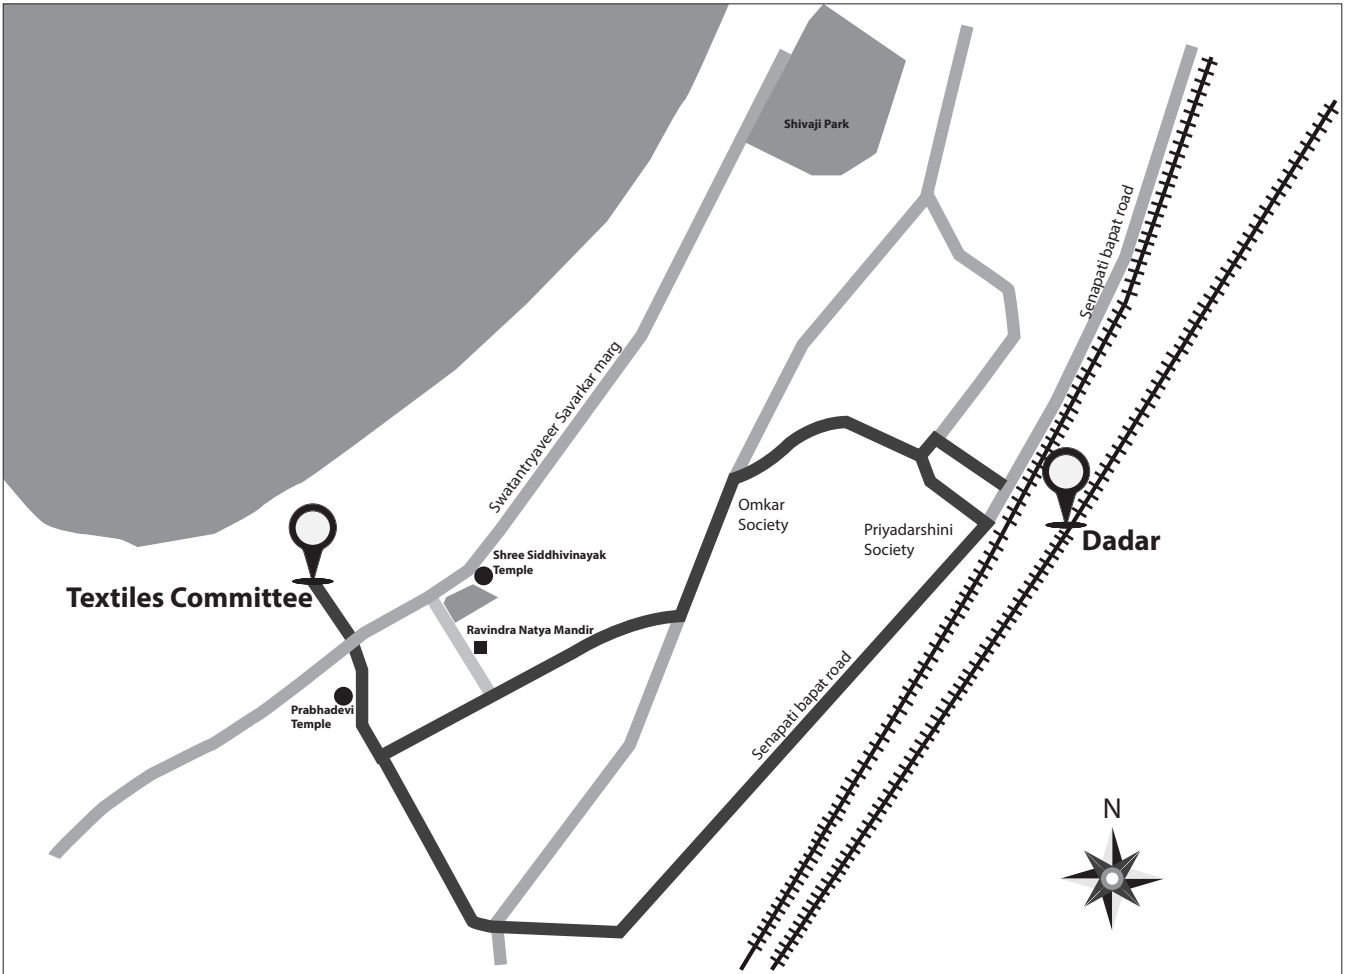 Shivaji Park
Senapati bapat road
Swatantryaveer Savarkar marg
Omkar
Society
Priyadarshini
Society
Dadar
Shree Siddhivinayak
Temple
Textiles Committee
Ravindra Natya Mandir
Prabhadevi
Temple
Senapati bapat road
N